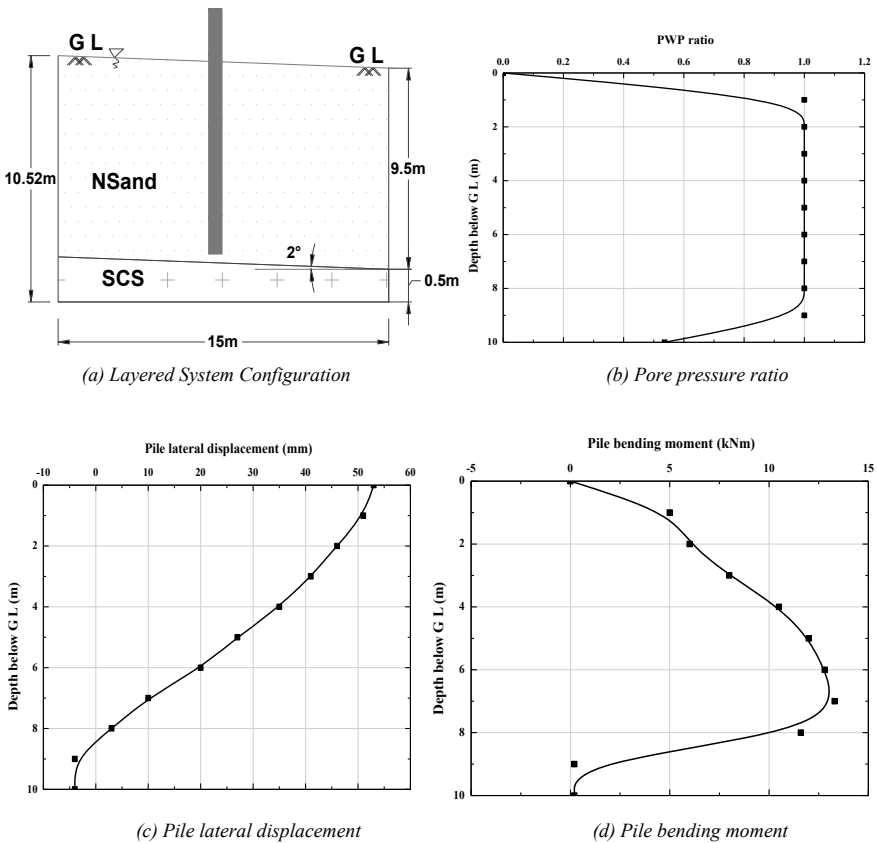 G L
G L
10.52m
NSand
9.5m
2°
SCS
0.5m
15m
(a) Layered System Configuration
PWP ratio
0.0 0.2 0.4 0.6 0.8 1.0 1.2
0
2
4
6
8
10
Depth below G L (m)
(b) Pore pressure ratio
Pile lateral displacement (mm)
-10 0 10 20 30 40 50 60
0
2
4
6
8
10
Depth below G L (m)
(c) Pile lateral displacement
Pile bending moment (kNm)
-5 0 5 10 15
0
2
4
6
8
10
Depth below G L (m)
(d) Pile bending moment